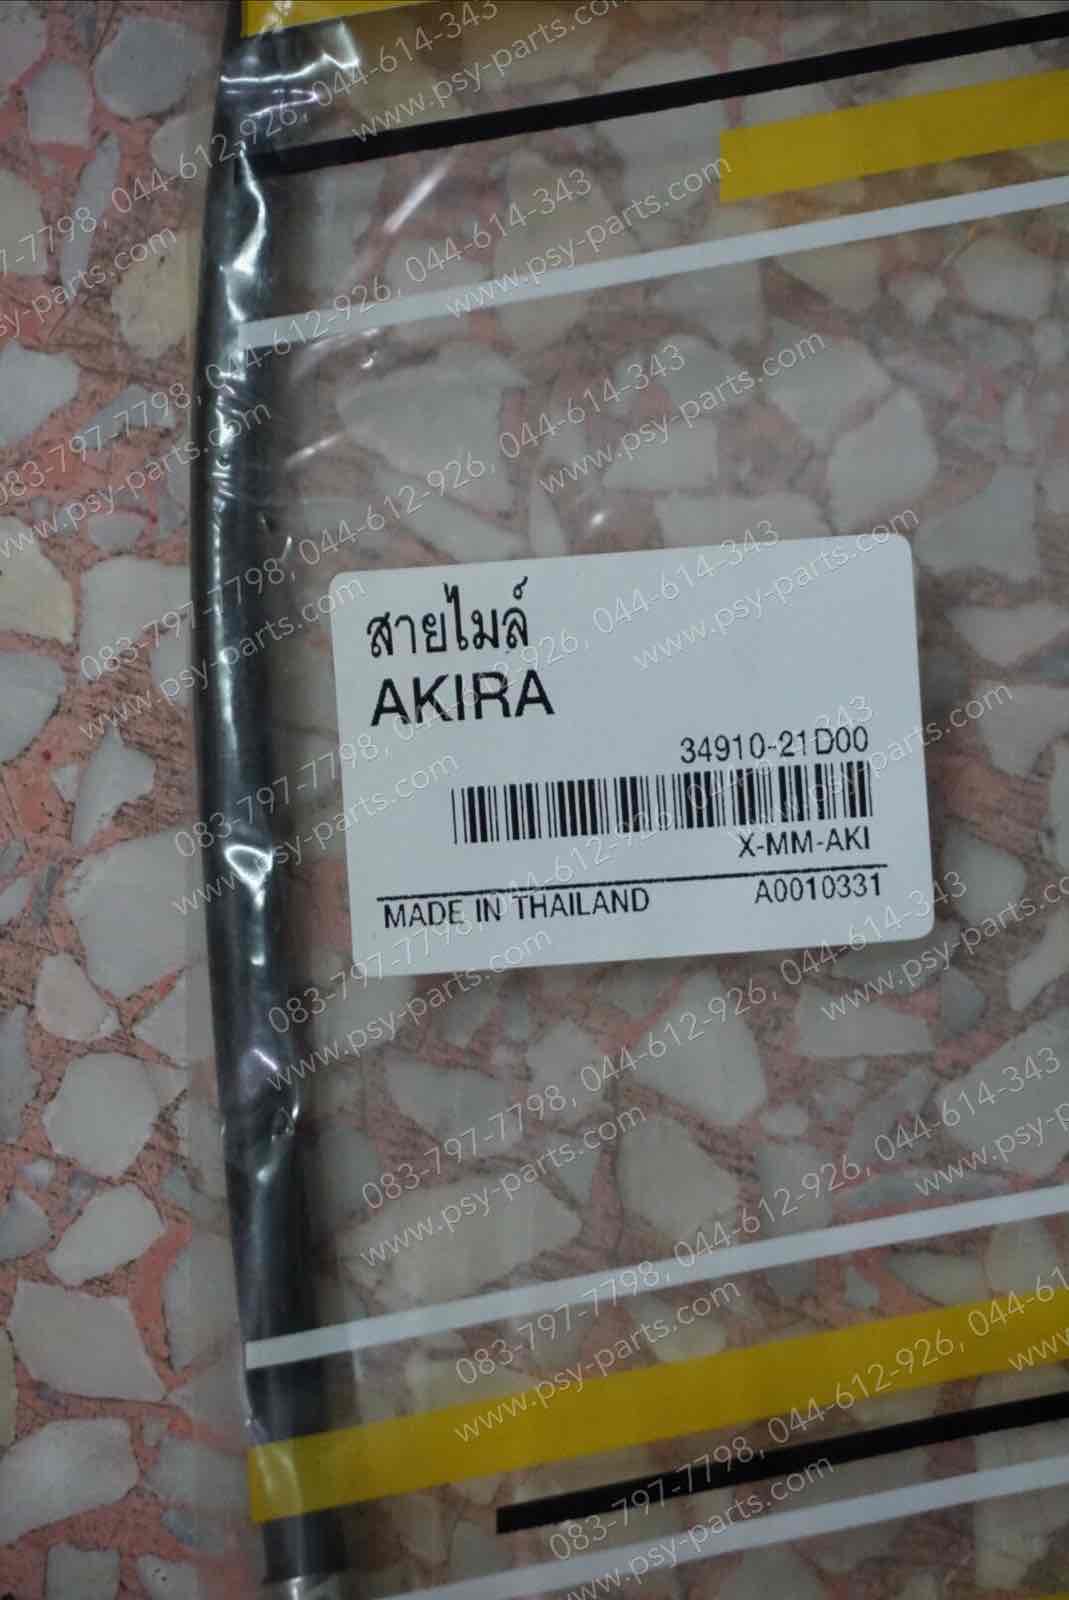 สายไมล์
AKIRA
34910-21D00
X-MM-AKI
MADE IN THAILAND A0010331
083-797-7798, 044-612-926, 044-614-343
www.psy-parts.com